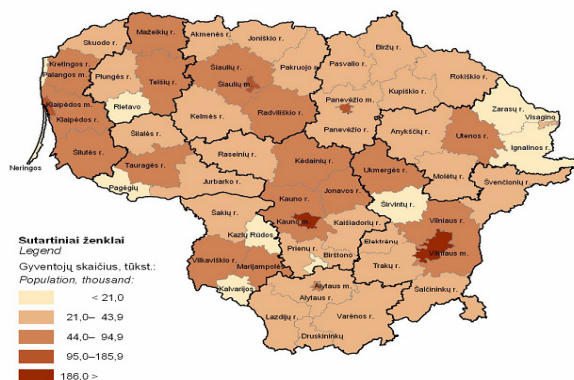 Skuodo r.
Mažeikių r.
Akmenės r.
Joniškio r.
Biržų r.
Pasvalio r.
Kretingos r.
Palangos m.
Plungės r.
Telšių r.
Šiaulių r.
Šiaulių m.
Pakruojo r.
Kupiškio r.
Rokiškio r.
Klaipėdos m.
Klaipėdos r.
Rietavo
Kelmės r.
Radviliškio r.
Panevėžio m.
Panevėžio r.
Zarasų r.
Visagino
Anykščių r.
Utenos r.
Ignalinos r.
Neringos
Šilutės r.
Šilalės r.
Tauragės r.
Pagėgių
Raseinių r.
Jurbarko r.
Kėdainių r.
Ukmergės r.
Molėtų r.
Švenčionių r.
Jonavos r.
Kauno r.
Širvintų r.
Šakių r.
Kauno m.
Kaišiadorių r.
Vilniaus r.
Kazlų Rūdos
Prienų r.
Birštono
Elektrėnų
Vilniaus m.
Vilkaviškio r.
Marijampolės
Trakų r.
Kalvarijos
Alytaus m.
Alytaus r.
Šalčininkų r.
Lazdijų r.
Varėnos r.
Druskininkų
Sutartiniai ženklai
Legend
Gyventojų skaičius, tūkst.:
Population, thousand:
< 21,0
21,0– 43,9
44,0 – 94,9
95,0–185,9
186,0 >